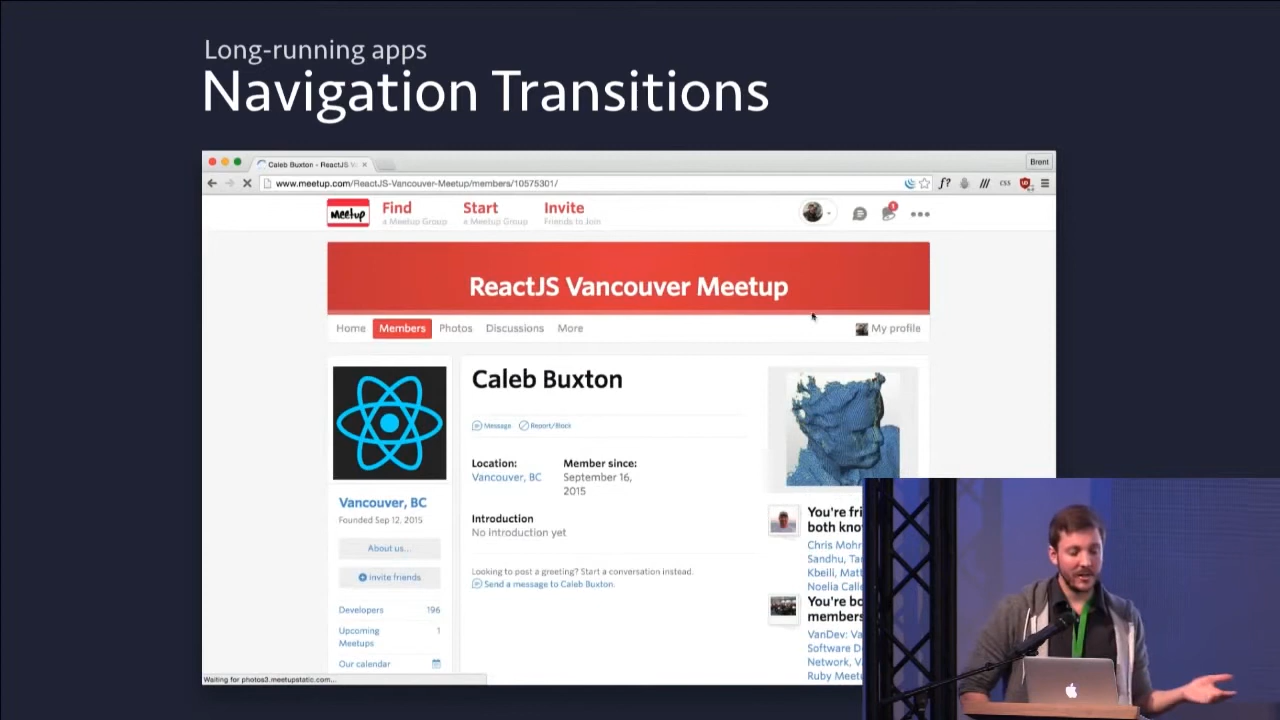 Long-running apps
Navigation Transitions
Caleb Buxton - ReactJS V
Brent
www.meetup.com/ReactJS-Vancouver-Meetup/members/10575301/
f?
///
CSS
Meetup
Find
a Meetup Group
Start
a Meetup Group
Invite
Friends to Join
1
ReactJS Vancouver Meetup
Home Members Photos Discussions More My profile
Caleb Buxton
Message Report/Block
Location:
Vancouver, BC
Member since:
September 16,
2015
Introduction
No introduction yet
Looking to post a greeting? Start a conversation instead.
Send a message to Caleb Buxton.
Vancouver, BC
Founded Sep 12, 2015
About us...
Invite friends
Developers 196
Upcoming 1
Meetups
Our calendar
You're fri
both kno
Chris Mohr
Sandhu, Ta
Kbeili, Matt
Noelia Calle
You're bo
members
VanDev: Va
Software D
Network, V
Ruby Meet
Waiting for photos3.meetupstatic.com...